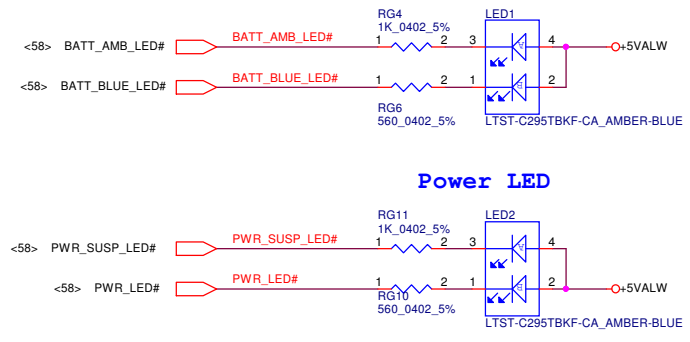 RG4 LED1
1K_0402_5%
<58> BATT_AMB_LED# BATT_AMB_LED# 1 2 3 4 +5VALW
<58> BATT_BLUE_LED# BATT_BLUE_LED# 1 2 1 2
RG6
560_0402_5% LTST-C295TBKF-CA_AMBER-BLUE
Power LED
RG11 LED2
1K_0402_5%
<58> PWR_SUSP_LED# PWR_SUSP_LED# 1 2 3 4
<58> PWR_LED# PWR_LED# 1 2 1 2 +5VALW
RG10
560_0402_5%
LTST-C295TBKF-CA_AMBER-BLUE